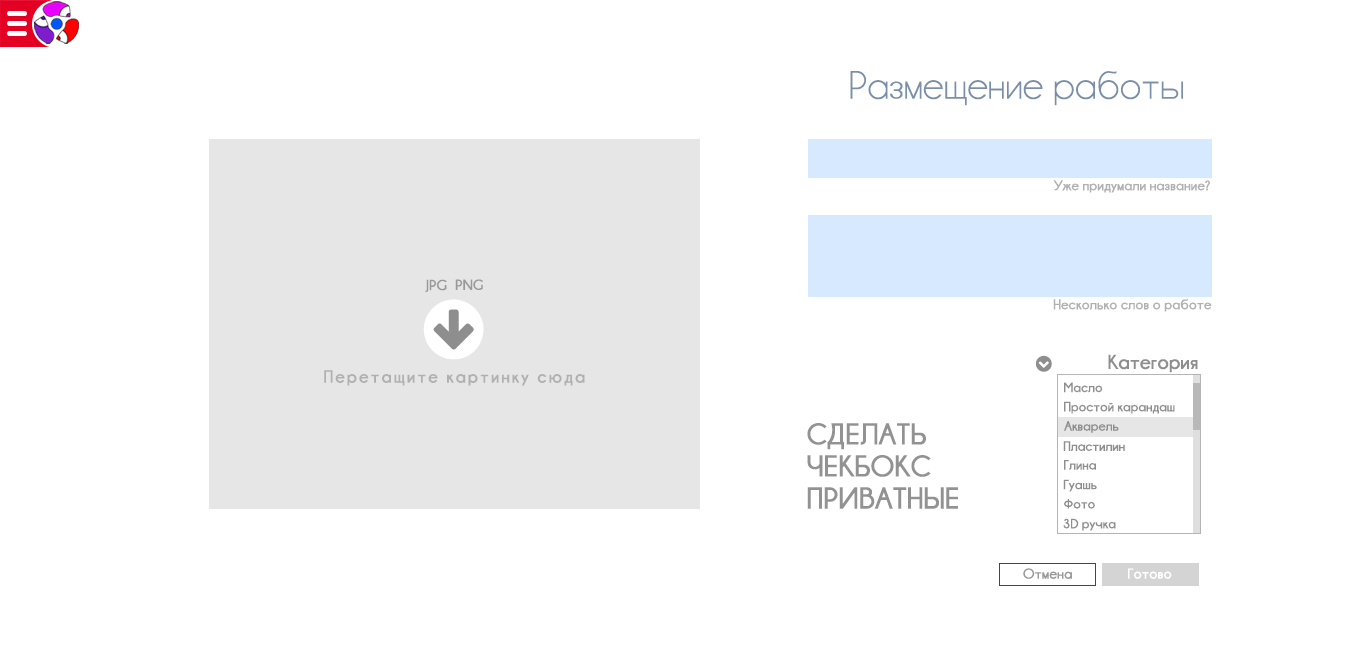 Размещение работы
Уже придумали название?
Несколько слов о работе
JPG PNG
Перетащите картинку сюда
Категория
Масло
Простой карандаш
Акварель
Пластилин
Глина
Гуашь
Фото
3D ручка
СДЕЛАТЬ
ЧЕКБОКС
ПРИВАТНЫЕ
Отмена
Готово